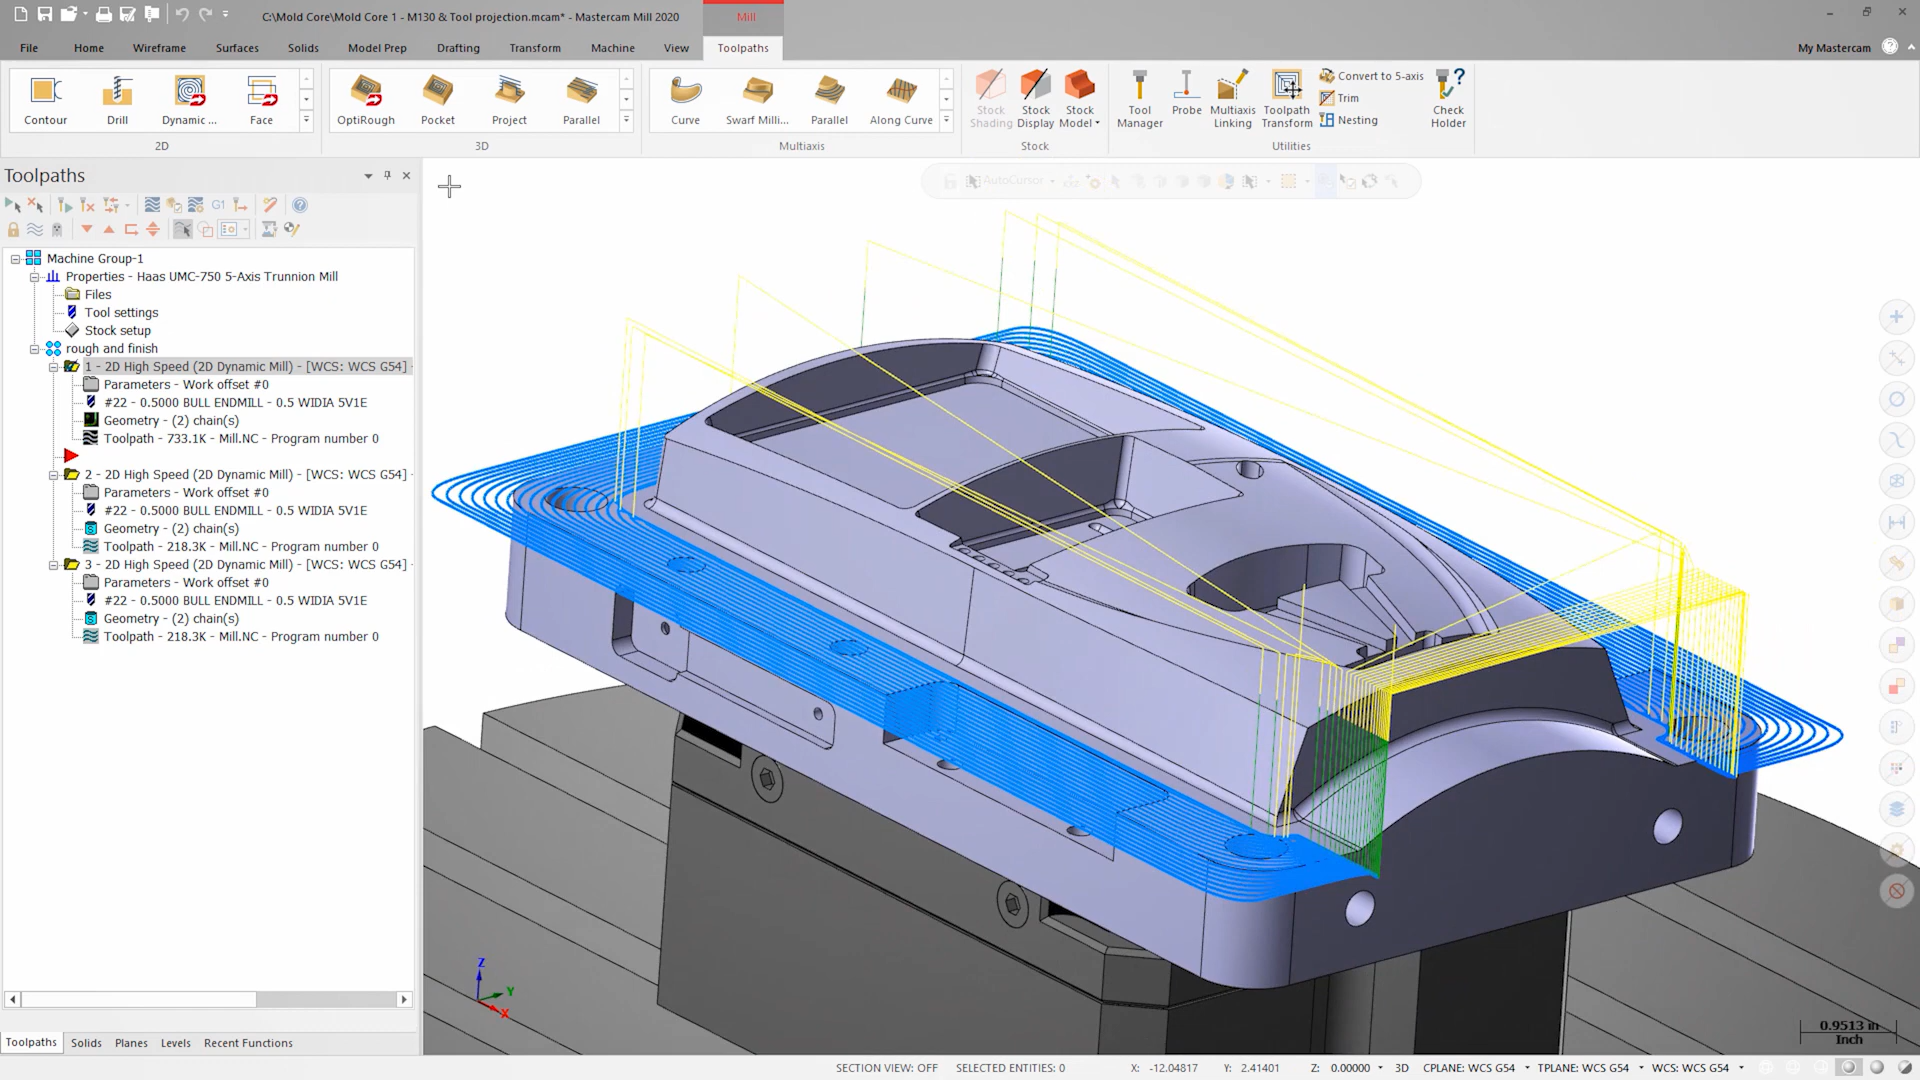 C:\Mold Core\Mold Core 1 - M130 & Tool projection.mcam* - Mastercam Mill 2020
Mill
File Home Wireframe Surfaces Solids Model Prep Drafting Transform Machine View Toolpaths My Mastercam
Contour Drill Dynamic ... Face
2D
OptiRough Pocket Project Parallel
3D
Curve Swarf Milli... Parallel Along Curve
Multiaxis
Stock Shading Stock Display Stock Model
Stock
Tool Manager Probe Multiaxis Linking Toolpath Transform
Convert to 5-axis
Trim
Nesting
Check Holder
Utilities
Toolpaths
AutoCursor
G1
Machine Group-1
Properties - Haas UMC-750 5-Axis Trunnion Mill
Files
Tool settings
Stock setup
rough and finish
1 - 2D High Speed (2D Dynamic Mill) - [WCS: WCS G54]
Parameters - Work offset #0
#22 - 0.5000 BULL ENDMILL - 0.5 WIDIA 5V1E
Geometry - (2) chain(s)
Toolpath - 733.1K - Mill.NC - Program number 0
2 - 2D High Speed (2D Dynamic Mill) - [WCS: WCS G54]
Parameters - Work offset #0
#22 - 0.5000 BULL ENDMILL - 0.5 WIDIA 5V1E
Geometry - (2) chain(s)
Toolpath - 218.3K - Mill.NC - Program number 0
3 - 2D High Speed (2D Dynamic Mill) - [WCS: WCS G54]
Parameters - Work offset #0
#22 - 0.5000 BULL ENDMILL - 0.5 WIDIA 5V1E
Geometry - (2) chain(s)
Toolpath - 218.3K - Mill.NC - Program number 0
Z
Y
X
0.9513 in
Inch
Toolpaths Solids Planes Levels Recent Functions
SECTION VIEW: OFF SELECTED ENTITIES: 0 X: -12.04817 Y: 2.41401 Z: 0.00000 3D CPLANE: WCS G54 TPLANE: WCS G54 WCS: WCS G54